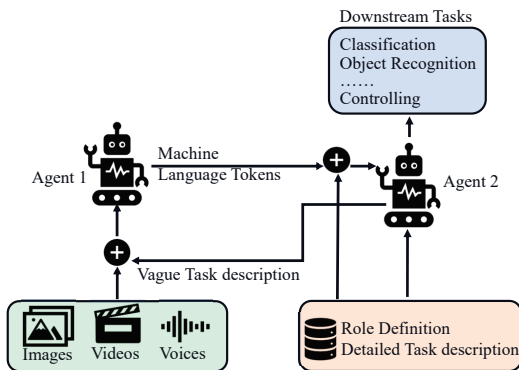 Downstream Tasks
Classification
Object Recognition
......
Controlling
Agent 1
Machine
Language Tokens
Agent 2
Vague Task description
Images
Videos
Voices
Role Definition
Detailed Task description